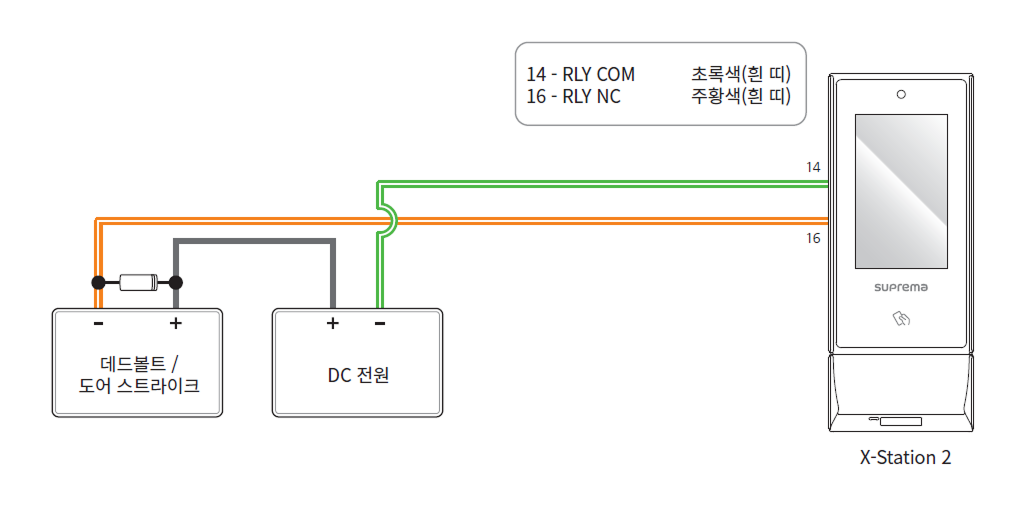 14 - RLY COM 초록색(흰 띠)
16 - RLY NC 주황색(흰 띠)
14
16
suprema
- +
+ -
데드볼트 /
도어 스트라이크
DC 전원
X-Station 2